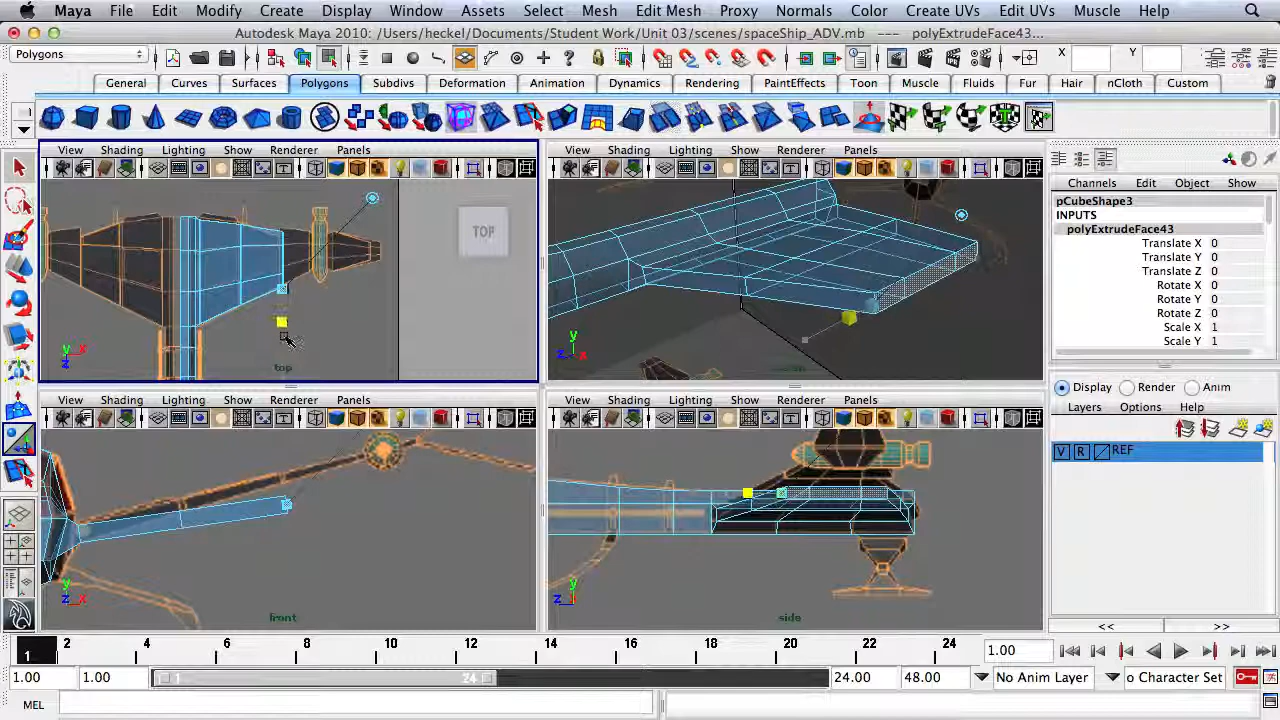 Maya File Edit Modify Create Display Window Assets Select Mesh Edit Mesh Proxy Normals Color Create UVs Edit UVs Muscle Help
Autodesk Maya 2010: /Users/heckel/Documents/Student Work/Unit 03/scenes/spaceShip_ADV.mb --- polyExtrudeFace43...
Polygons X Y
General Curves Surfaces Polygons Subdivs Deformation Animation Dynamics Rendering PaintEffects Toon Muscle Fluids Fur Hair nCloth Custom
View Shading Lighting Show Renderer Panels
View Shading Lighting Show Renderer Panels
TOP
y x z
top
y z x
View Shading Lighting Show Renderer Panels
View Shading Lighting Show Renderer Panels
y z x
front
y z
side
Channels Edit Object Show
pCubeShape3
INPUTS
polyExtrudeFace43
Translate X 0
Translate Y 0
Translate Z 0
Rotate X 0
Rotate Y 0
Rotate Z 0
Scale X 1
Scale Y 1
Display Render Anim
Layers Options Help
V R REF
<< >>
1 2 4 6 8 10 12 14 16 18 20 22 24 1.00
1.00 1.00 1 24 24.00 48.00 No Anim Layer o Character Set
MEL